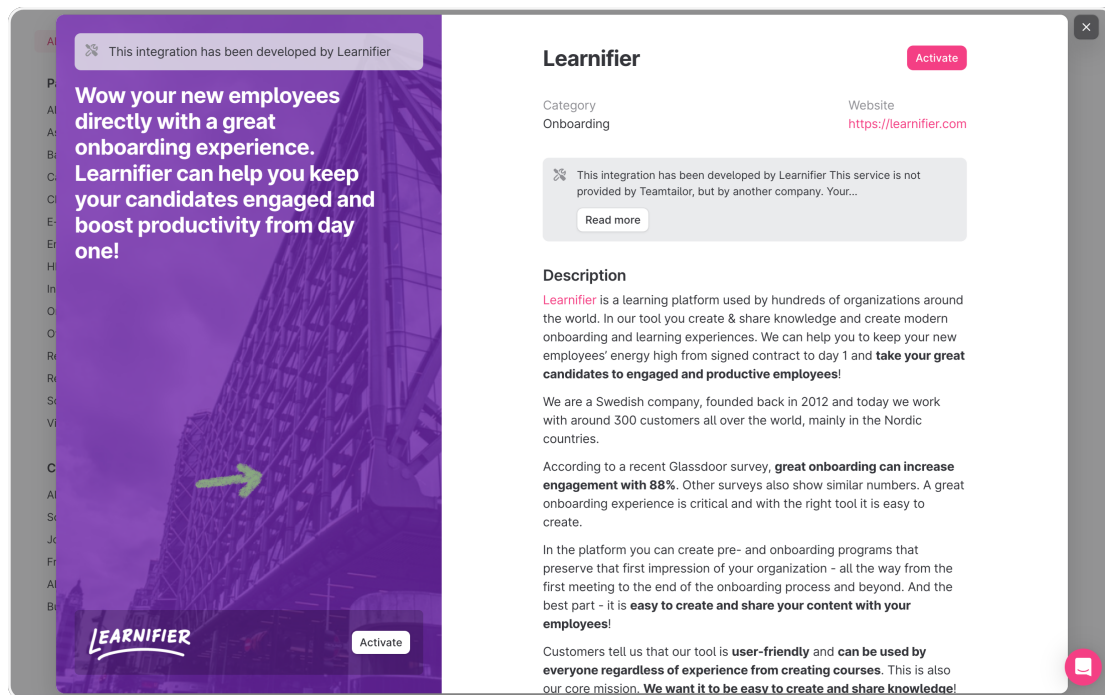 This integration has been developed by Learnifier
Wow your new employees
directly with a great
onboarding experience.
Learnifier can help you keep
your candidates engaged and
boost productivity from day
one!
LEARNIFIER
Activate
Learnifier
Activate
Category
Website
Onboarding
https://learnifier.com
This integration has been developed by Learnifier This service is not
provided by Teamtailor, but by another company. Your...
Read more
Description
Learnifier is a learning platform used by hundreds of organizations around
the world. In our tool you create & share knowledge and create modern
onboarding and learning experiences. We can help you to keep your new
employees’ energy high from signed contract to day 1 and take your great
candidates to engaged and productive employees!
We are a Swedish company, founded back in 2012 and today we work
with around 300 customers all over the world, mainly in the Nordic
countries.
According to a recent Glassdoor survey, great onboarding can increase
engagement with 88%. Other surveys also show similar numbers. A great
onboarding experience is critical and with the right tool it is easy to
create.
In the platform you can create pre- and onboarding programs that
preserve that first impression of your organization - all the way from the
first meeting to the end of the onboarding process and beyond. And the
best part - it is easy to create and share your content with your
employees!
Customers tell us that our tool is user-friendly and can be used by
everyone regardless of experience from creating courses. This is also
our core mission. We want it to be easy to create and share knowledge!